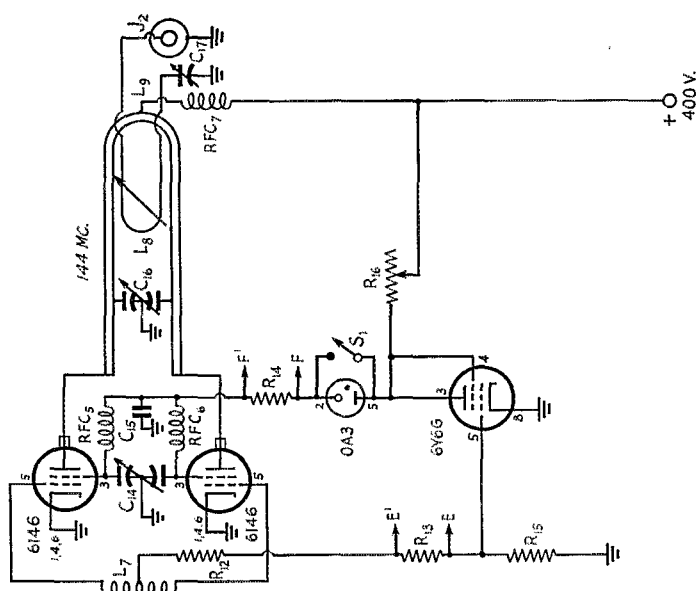 J₂
C₁₇
L₉
144 MC.
L₈
RFC₇
C₁₆
RFC₅
C₁₅
RFC₆
5
3
6146
1,4,6
C₁₄
3
5
1,4,6
6146
L₇
R₁₂
E'
R₁₄
F
2
0A3
5
S₁
R₁₆
+ 400 V.
3
4
6Y6G
5
8
E'
R₁₃
E
R₁₅